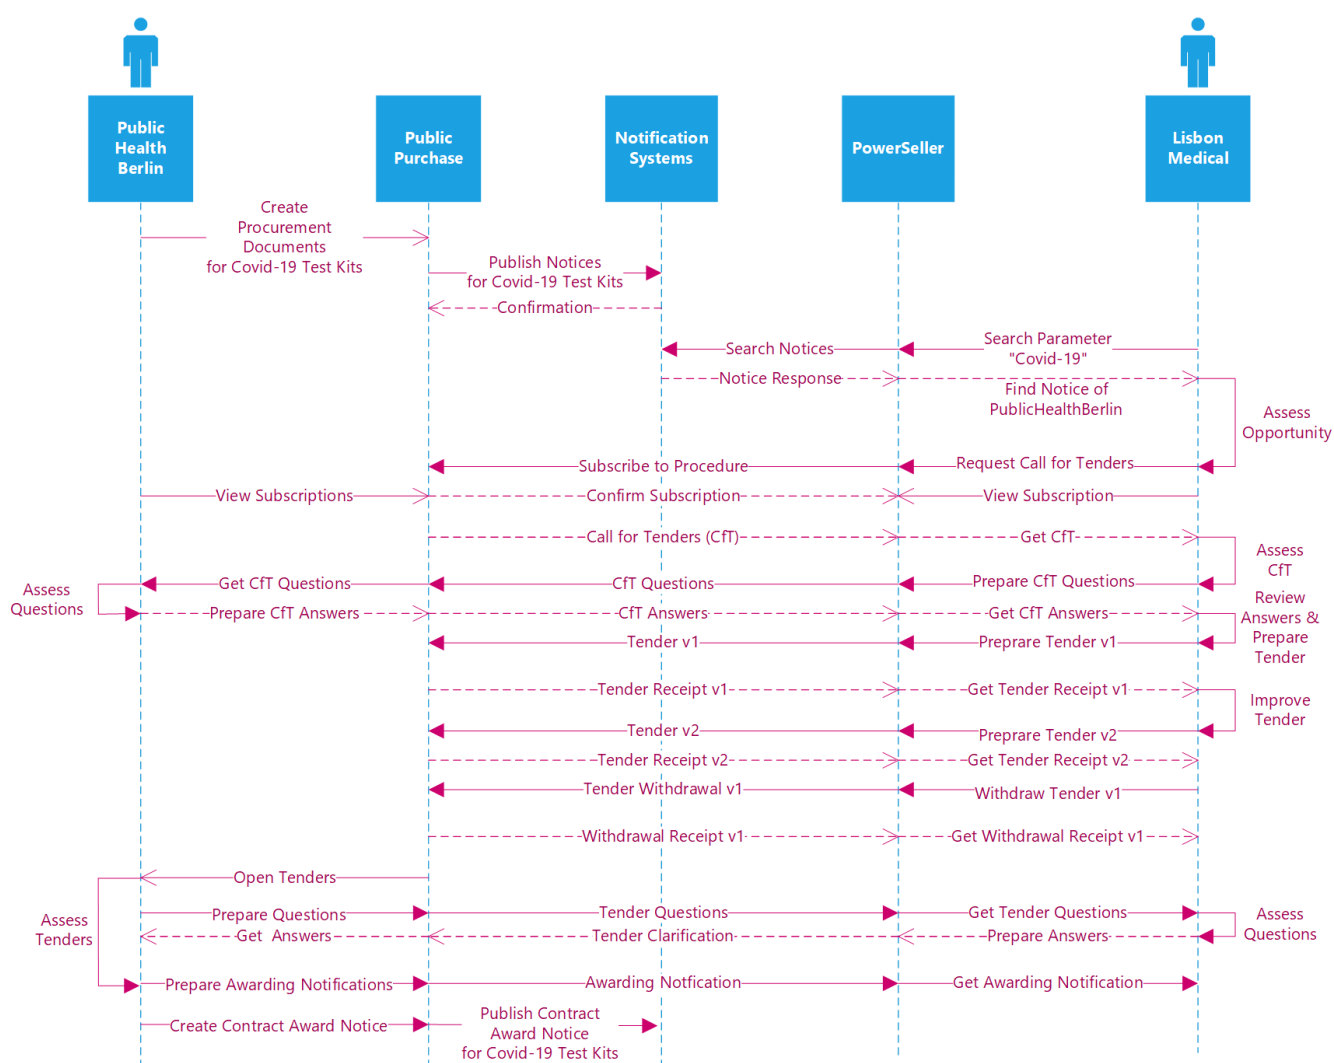 Public
Health
Berlin
Public
Purchase
Notification
Systems
PowerSeller
Lisbon
Medical
Create
Procurement
Documents
for Covid-19 Test Kits
Publish Notices
for Covid-19 Test Kits
Confirmation
Search Notices
Search Parameter
"Covid-19"
Notice Response
Find Notice of
PublicHealthBerlin
Assess
Opportunity
Subscribe to Procedure
Request Call for Tenders
View Subscriptions
Confirm Subscription
View Subscription
Call for Tenders (CfT)
Get CfT
Assess
CfT
Assess
Questions
Get CfT Questions
CfT Questions
Prepare CfT Questions
Prepare CfT Answers
CfT Answers
Get CfT Answers
Review
Answers &
Prepare
Tender
Tender v1
Preprare Tender v1
Tender Receipt v1
Get Tender Receipt v1
Improve
Tender
Tender v2
Preprare Tender v2
Tender Receipt v2
Get Tender Receipt v2
Tender Withdrawal v1
Withdraw Tender v1
Withdrawal Receipt v1
Get Withdrawal Receipt v1
Open Tenders
Assess
Tenders
Prepare Questions
Tender Questions
Get Tender Questions
Assess
Questions
Get  Answers
Tender Clarification
Prepare Answers
Prepare Awarding Notifications
Awarding Notfication
Get Awarding Notification
Create Contract Award Notice
Publish Contract
Award Notice
for Covid-19 Test Kits